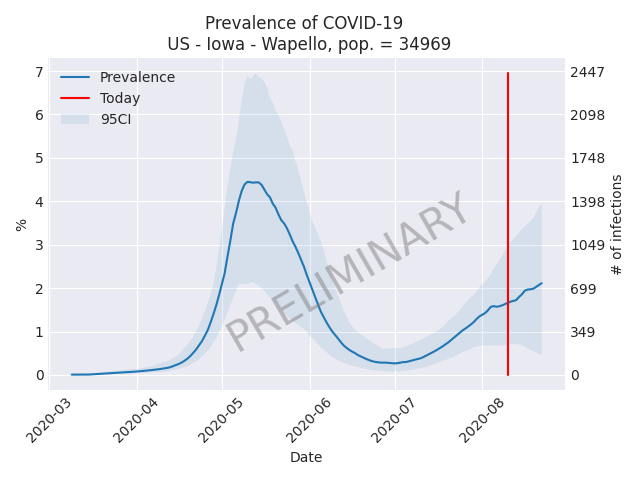 Prevalence of COVID-19
US - Iowa - Wapello, pop. = 34969
Prevalence
Today
95CI
7
6
5
4
3
2
1
0
%
2447
2098
1748
1398
1049
699
349
0
# of infections
PRELIMINARY
2020-03
2020-04
2020-05
2020-06
2020-07
2020-08
Date